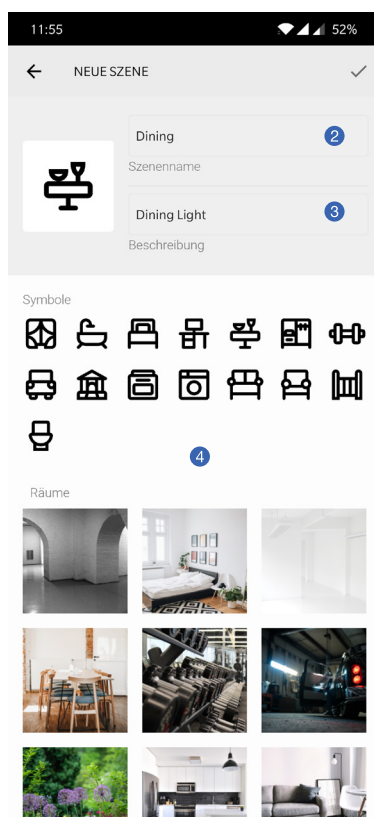 11:55 52%
NEUE SZENE
Dining 2
Szenenname
Dining Light 3
Beschreibung
Symbole
4
Räume